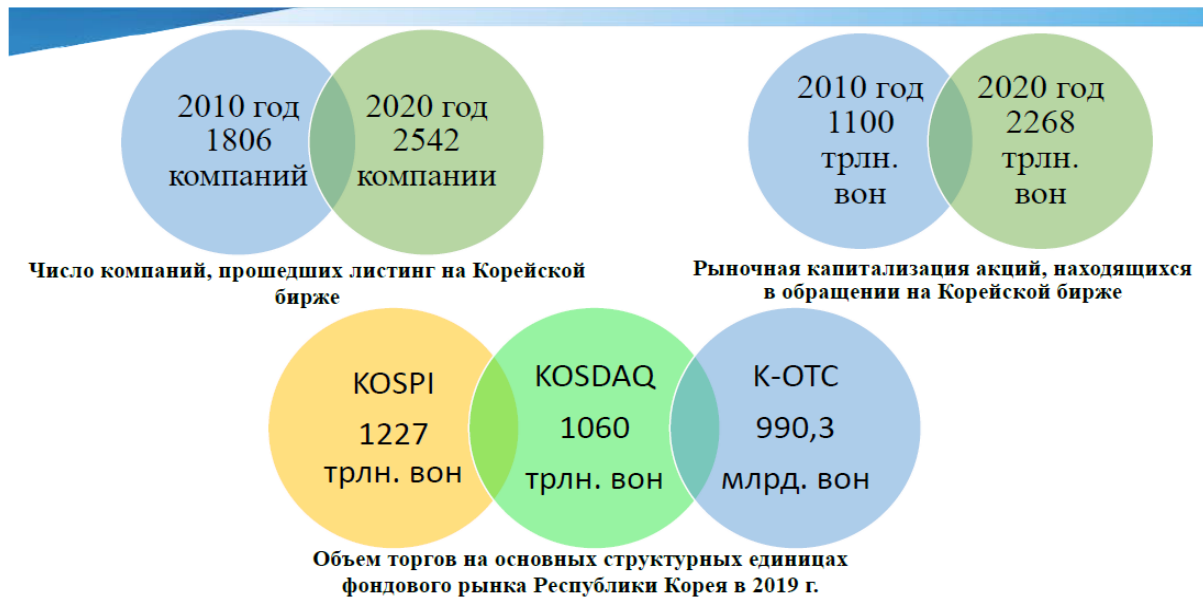 2010 год
1806
компаний
2020 год
2542
компании
Число компаний, прошедших листинг на Корейской
бирже
2010 год
1100
трлн.
вон
2020 год
2268
трлн.
вон
Рыночная капитализация акций, находящихся
в обращении на Корейской бирже
KOSPI
1227
трлн. вон
KOSDAQ
1060
трлн. вон
K-OTC
990,3
млрд. вон
Объем торгов на основных структурных единицах
фондового рынка Республики Корея в 2019 г.